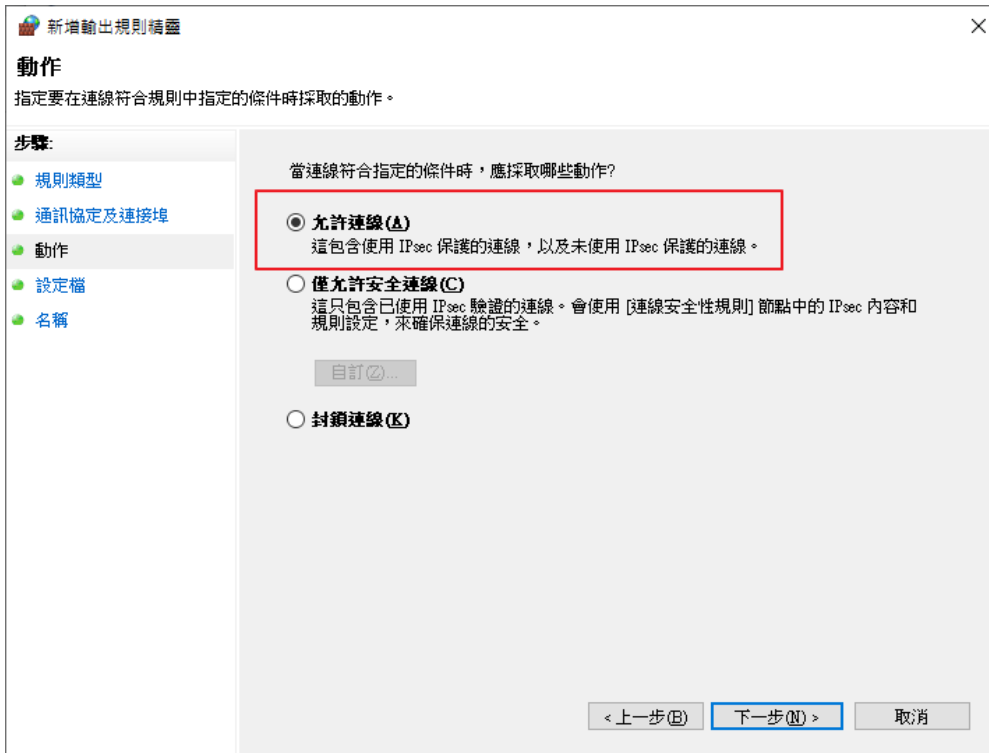 新增輸出規則精靈
動作
指定要在連線符合規則中指定的條件時採取的動作。
步驟:
規則類型
通訊協定及連接埠
動作
設定檔
名稱
當連線符合指定的條件時，應採取哪些動作?
允許連線(A)
這包含使用 IPsec 保護的連線，以及未使用 IPsec 保護的連線。
僅允許安全連線(C)
這只包含已使用 IPsec 驗證的連線。會使用 [連線安全性規則] 節點中的 IPsec 內容和
規則設定，來確保連線的安全。
自訂(Z)...
封鎖連線(K)
<上一步(B)
下一步(N)>
取消